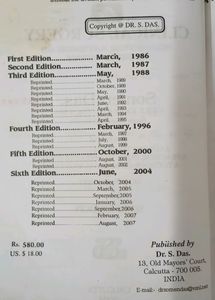 Copyright @ DR. S. DAS.
First Edition.................March, 1986
Second Edition.............March, 1987
Third Edition................May, 1988
Reprinted March, 1989
Reprinted October, 1989
Reprinted May,
Reprinted April, 1991
Reprinted June, 1992
Reprinted April, 1993
Reprinted March, 1994
Reprinted April, 1995
Fourth Edition.............February, 1996
Reprinted March, 1997
Reprinted July, 1998
Reprinted August, 1999
Fifth Edition.................October, 2000
Reprinted August, 2001
Reprinted August, 2002
Sixth Edition................June, 2004
Reprinted October, 2004
Reprinted March, 2005
Reprinted September, 2005
Reprinted January, 2006
Reprinted September, 2006
Reprinted February, 2007
Reprinted August, 2007
Rs. 580.00
US. $ 18.00
Published by
Dr. S. Das.
13, Old Mayors' Court,
Calcutta - 700 005.
INDIA
E-mail:-